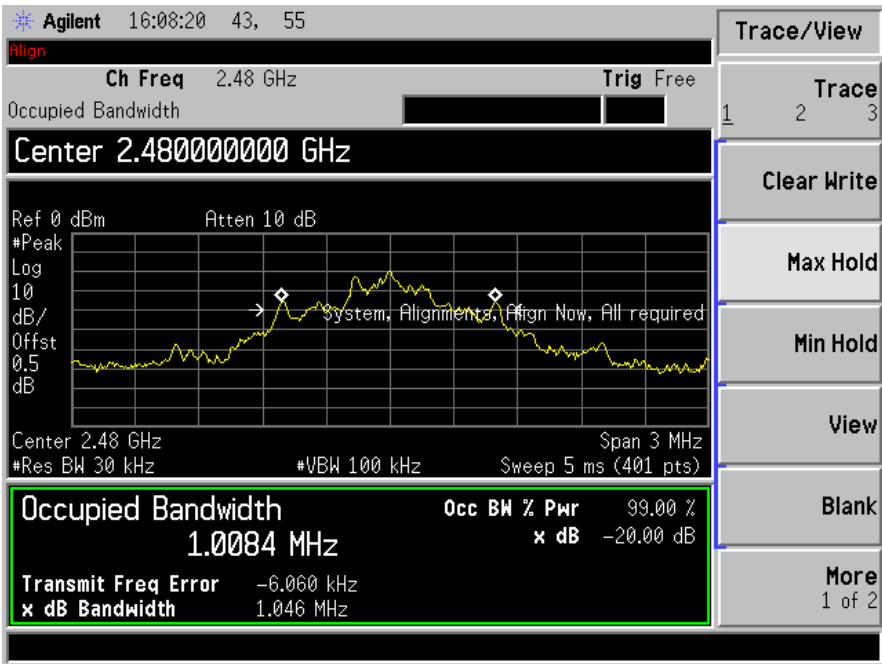 Agilent 16:08:20 43, 55
Align
Ch Freq 2.48 GHz Trig Free
Occupied Bandwidth
Center 2.480000000 GHz
Ref 0 dBm Atten 10 dB
#Peak
Log
10
dB/
Offst
0.5
dB
System, Alignments, Align Now, All required
Center 2.48 GHz Span 3 MHz
#Res BW 30 kHz #VBW 100 kHz Sweep 5 ms (401 pts)
Occupied Bandwidth Occ BW % Pwr 99.00 %
1.0084 MHz x dB -20.00 dB
Transmit Freq Error -6.060 kHz
x dB Bandwidth 1.046 MHz
Trace/View
Trace
1 2 3
Clear Write
Max Hold
Min Hold
View
Blank
More
1 of 2